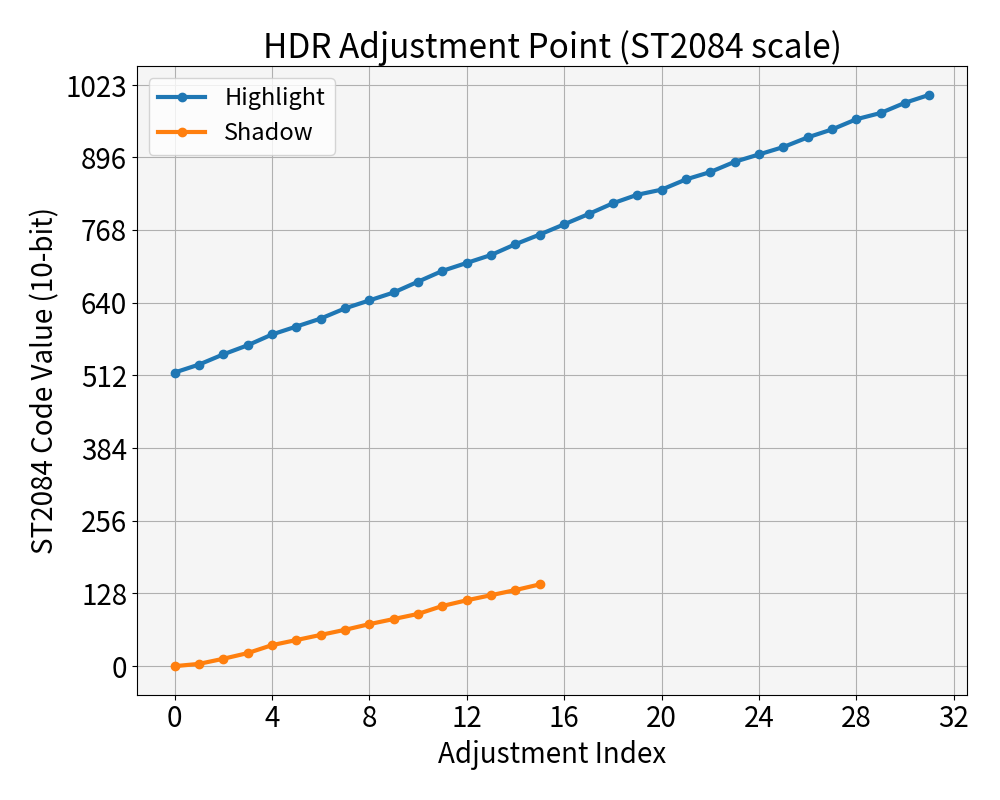 HDR Adjustment Point (ST2084 scale)
Highlight
Shadow
ST2084 Code Value (10-bit)
1023
896
768
640
512
384
256
128
0
0 4 8 12 16 20 24 28 32
Adjustment Index